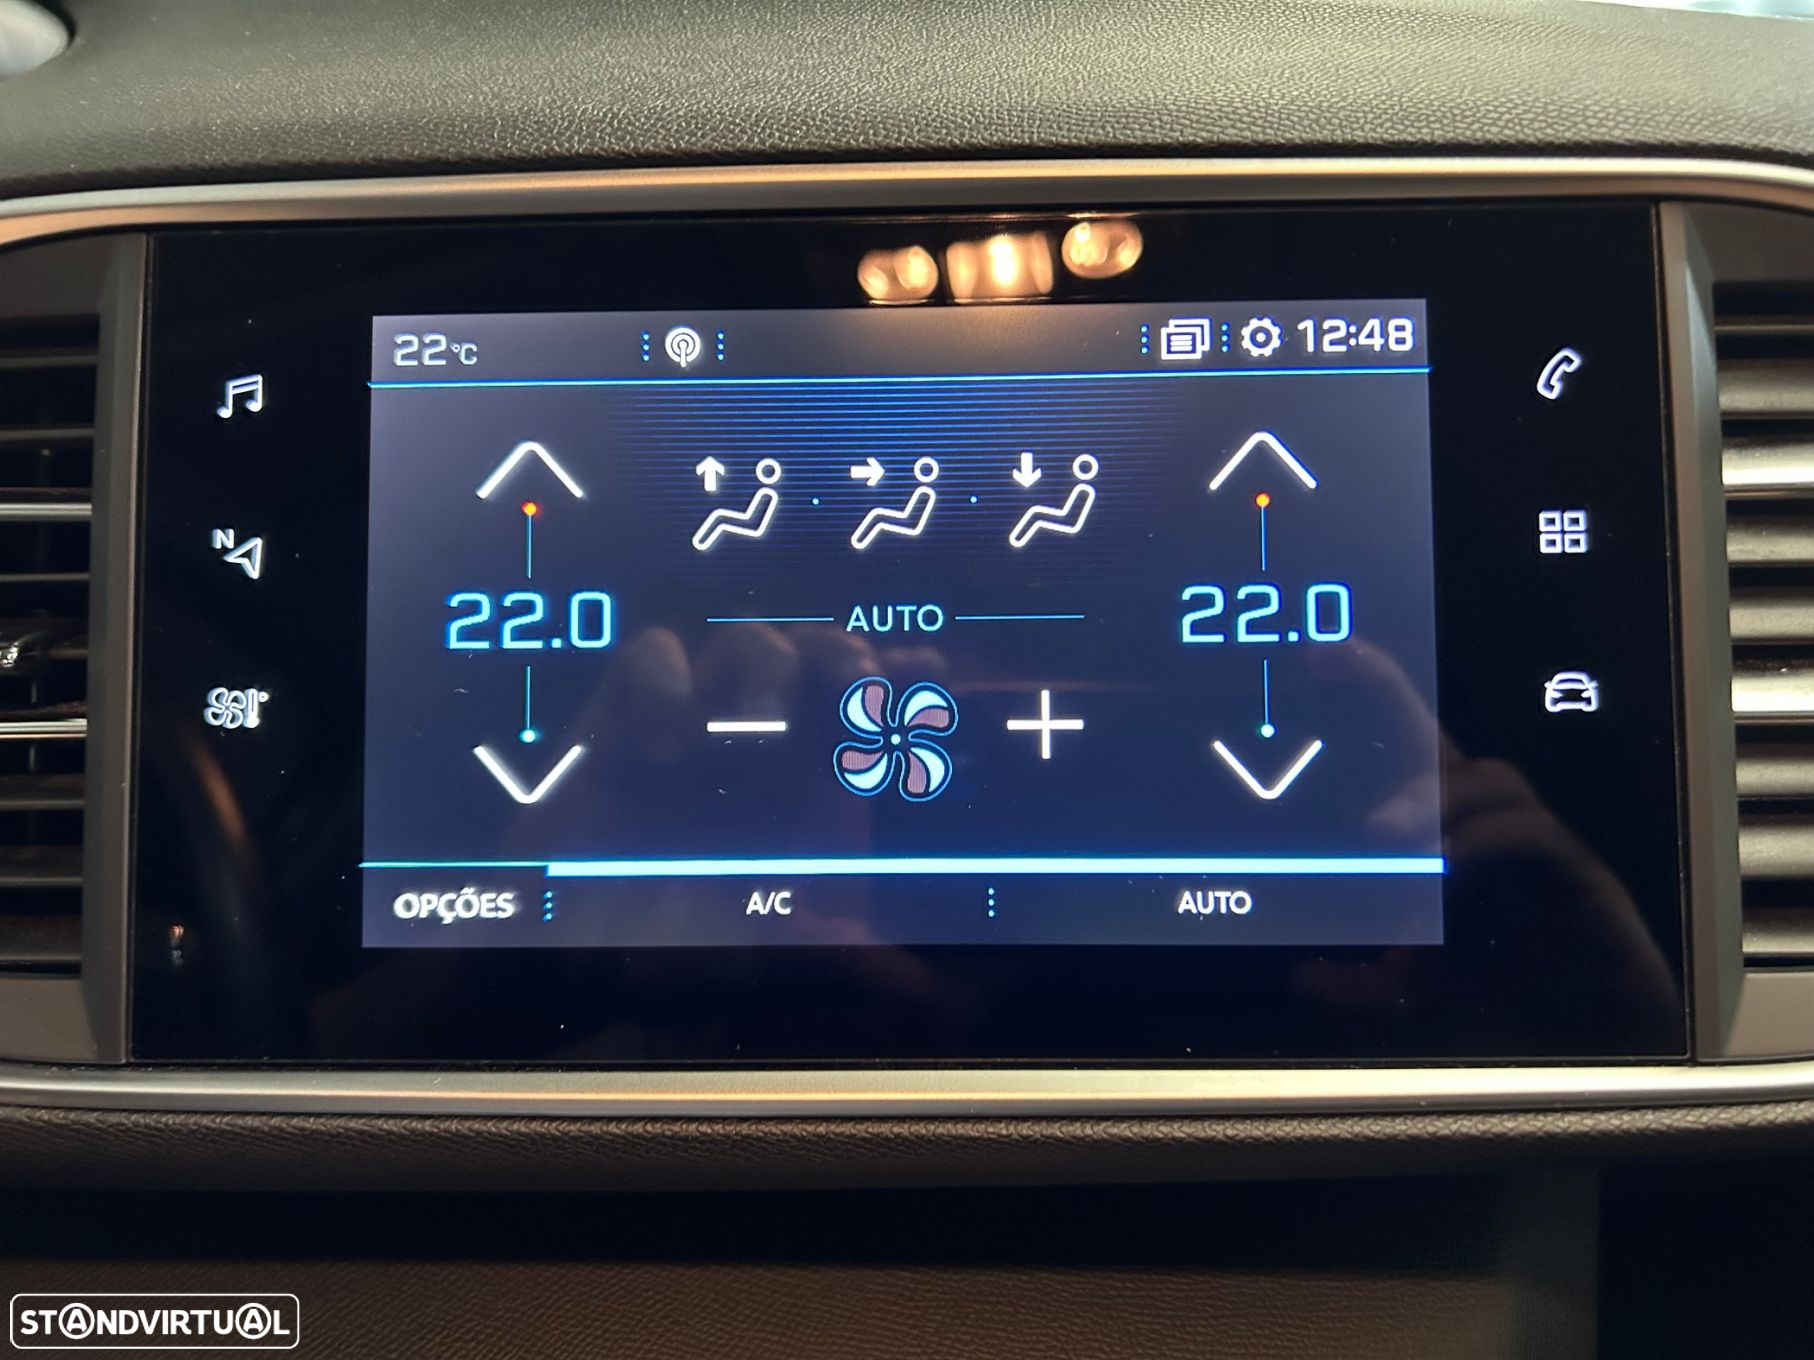 22°C
12:48
N
22.0
AUTO
22.0
OPÇÕES
A/C
AUTO
STANDVIRTUAL